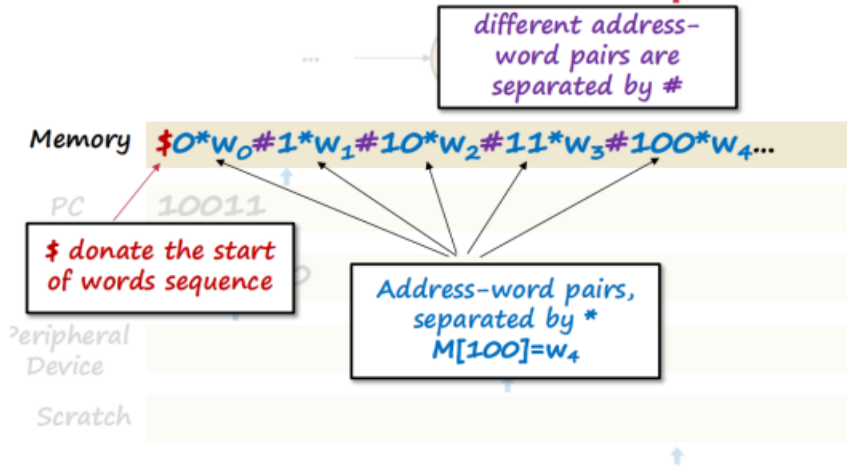 different address-
word pairs are
separated by #
...
Memory $0*w₀#1*w₁#10*w₂#11*w₃#100*w₄...
PC 10011
$ donate the start
of words sequence
Address-word pairs,
separated by *
M[100]=w₄
Peripheral
Device
Scratch